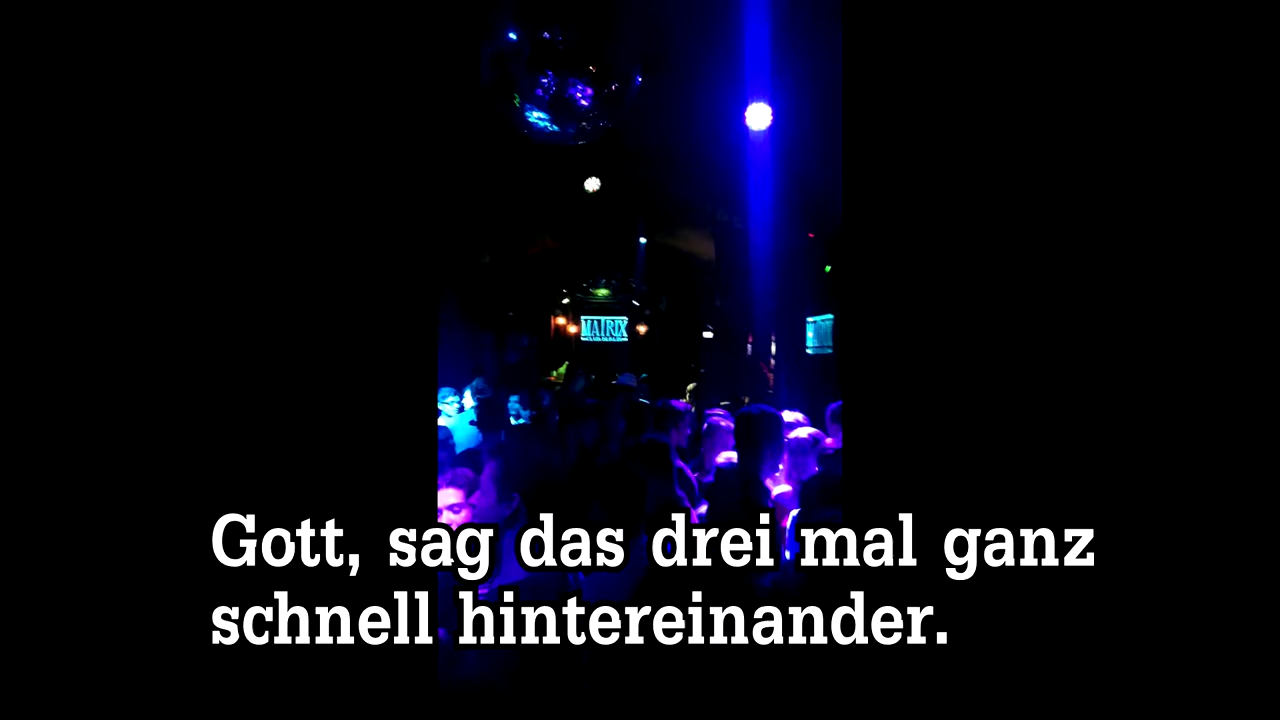 MATRIX
Gott, sag das drei mal ganz
schnell hintereinander.